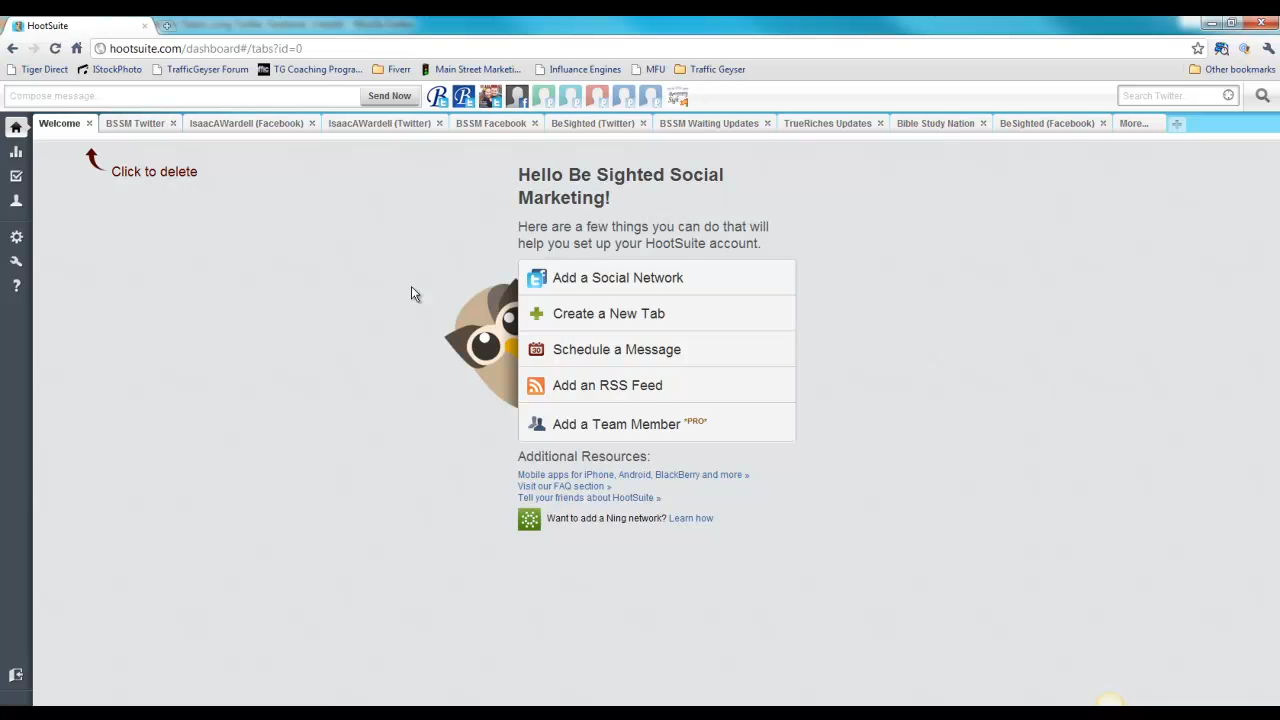 HootSuite
hootsuite.com/dashboard#/tabs?id=0
Tiger Direct
IStockPhoto
TrafficGeyser Forum
TG Coaching Progra...
Fiverr
Main Street Marketi...
Influance Engines
MFU
Traffic Geyser
Other bookmarks
Compose message...
Send Now
Search Twitter
Welcome
BSSM Twitter
IsaacAWardell (Facebook)
IsaacAWardell (Twitter)
BSSM Facebook
BeSighted (Twitter)
BSSM Waiting Updates
TrueRiches Updates
Bible Study Nation
BeSighted (Facebook)
More...
Click to delete
Hello Be Sighted Social
Marketing!
Here are a few things you can do that will
help you set up your HootSuite account.
Add a Social Network
Create a New Tab
30
Schedule a Message
Add an RSS Feed
Add a Team Member *PRO*
Additional Resources:
Mobile apps for iPhone, Android, BlackBerry and more »
Visit our FAQ section »
Tell your friends about HootSuite »
Want to add a Ning network? Learn how